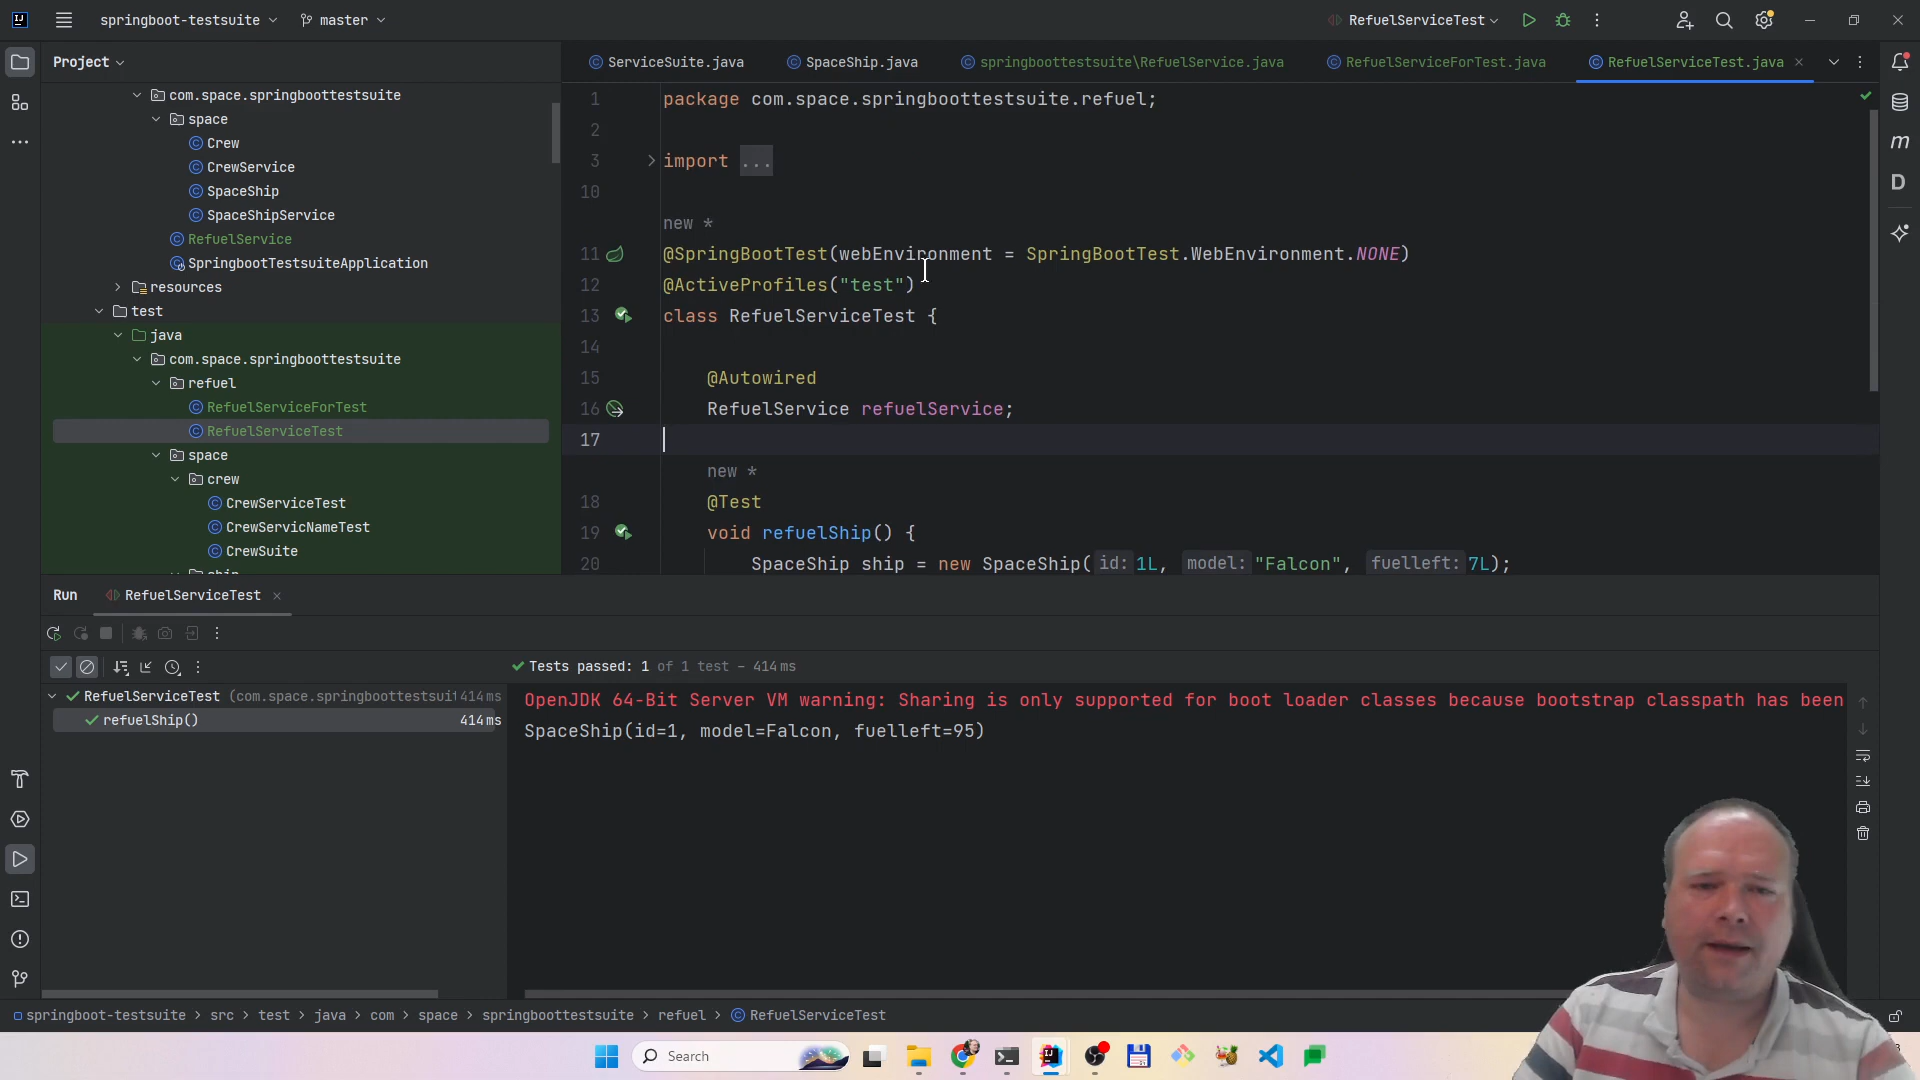 springboot-testsuite
master
RefuelServiceTest
Project
ServiceSuite.java
SpaceShip.java
springboottestsuite\RefuelService.java
RefuelServiceForTest.java
RefuelServiceTest.java
com.space.springboottestsuite
space
Crew
CrewService
SpaceShip
SpaceShipService
RefuelService
SpringbootTestsuiteApplication
resources
test
java
com.space.springboottestsuite
refuel
RefuelServiceForTest
RefuelServiceTest
space
crew
CrewServiceTest
CrewServicNameTest
CrewSuite
1 package com.space.springboottestsuite.refuel;
2
3 import ...
10
new *
11 @SpringBootTest(webEnvironment = SpringBootTest.WebEnvironment.NONE)
12 @ActiveProfiles("test")
13 class RefuelServiceTest {
14
15 @Autowired
16 RefuelService refuelService;
17
new *
18 @Test
19 void refuelShip() {
20 SpaceShip ship = new SpaceShip( id: 1L, model: "Falcon", fuelleft: 7L);
Run RefuelServiceTest
Tests passed: 1 of 1 test – 414 ms
RefuelServiceTest (com.space.springboottestsui 414 ms
refuelShip() 414 ms
OpenJDK 64-Bit Server VM warning: Sharing is only supported for boot loader classes because bootstrap classpath has been
SpaceShip(id=1, model=Falcon, fuelleft=95)
springboot-testsuite > src > test > java > com > space > springboottestsuite > refuel > RefuelServiceTest
Search